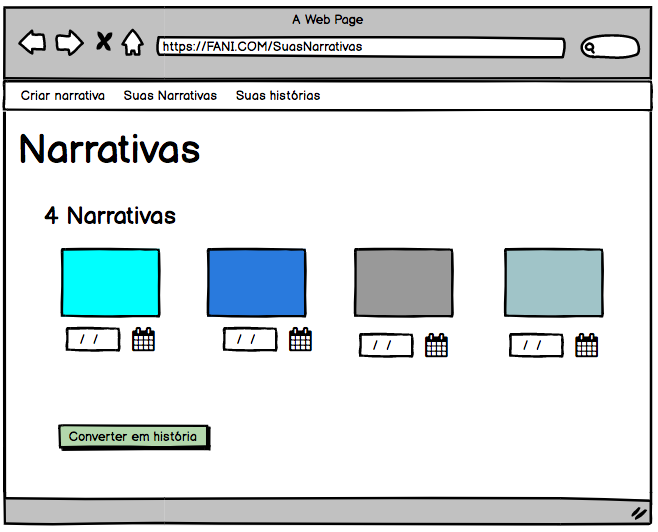 A Web Page
https://FANI.COM/SuasNarrativas
Criar narrativa Suas Narrativas Suas histórias
Narrativas
4 Narrativas
/ / / / / / / /
Converter em história